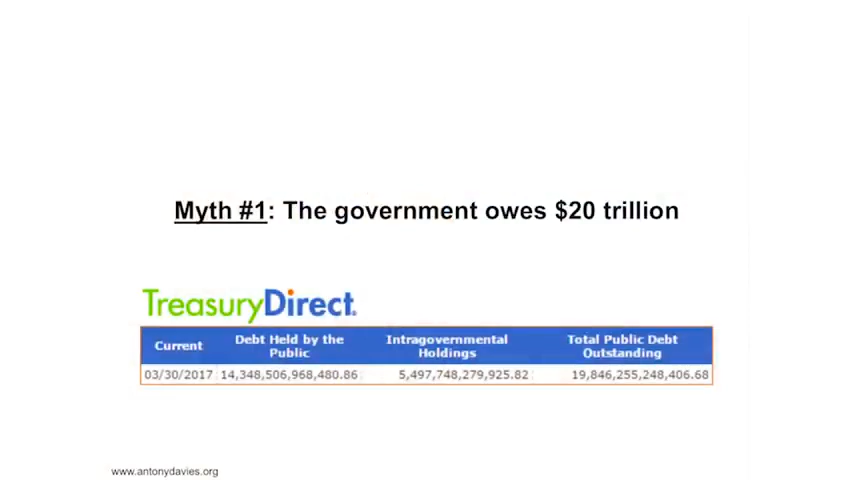 Myth #1: The government owes $20 trillion
TreasuryDirect.
Current Debt Held by the Public Intragovernmental Holdings Total Public Debt Outstanding
03/30/2017 14,348,506,968,480.86 5,497,748,279,925.82 19,846,255,248,406.68
www.antonydavies.org